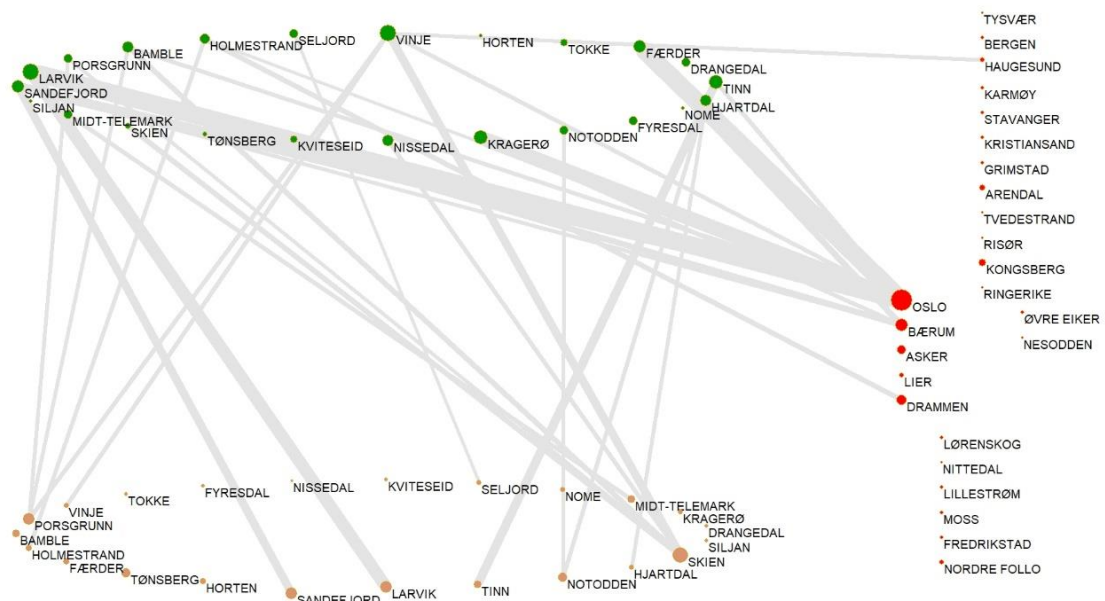 TYSVÆR
BAMBLE
HOLMESTRAND
SELJORD
VINJE
HORTEN
TOKKE
FÆRDER
BERGEN
PORSGRUNN
DRANGEDAL
HAUGESUND
LARVIK
TINN
SANDEFJORD
SILJAN
HJARTDAL
KARMØY
MIDT-TELEMARK
NOME
STAVANGER
SKIEN
TØNSBERG
KVITESEID
NISSEDAL
KRAGERØ
NOTODDEN
FYRESDAL
KRISTIANSAND
GRIMSTAD
ARENDAL
TVEDESTRAND
RISØR
KONGSBERG
RINGERIKE
OSLO
ØVRE EIKER
BÆRUM
NESODDEN
ASKER
LIER
DRAMMEN
LØRENSKOG
NITTEDAL
LILLESTRØM
MOSS
FREDRIKSTAD
NORDRE FOLLO
VINJE
TOKKE
FYRESDAL
NISSEDAL
KVITESEID
SELJORD
NOME
MIDT-TELEMARK
PORSGRUNN
KRAGERØ
BAMBLE
DRANGEDAL
HOLMESTRAND
SILJAN
FÆRDER
SKIEN
TØNSBERG
HORTEN
SANDEFJORD
LARVIK
TINN
NOTODDEN
HJARTDAL